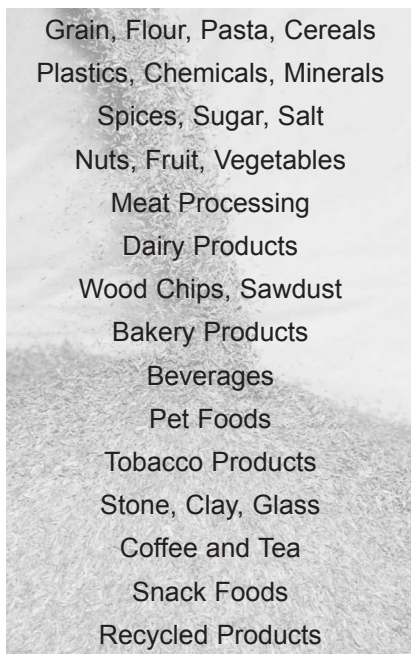 Grain, Flour, Pasta, Cereals
Plastics, Chemicals, Minerals
Spices, Sugar, Salt
Nuts, Fruit, Vegetables
Meat Processing
Dairy Products
Wood Chips, Sawdust
Bakery Products
Beverages
Pet Foods
Tobacco Products
Stone, Clay, Glass
Coffee and Tea
Snack Foods
Recycled Products